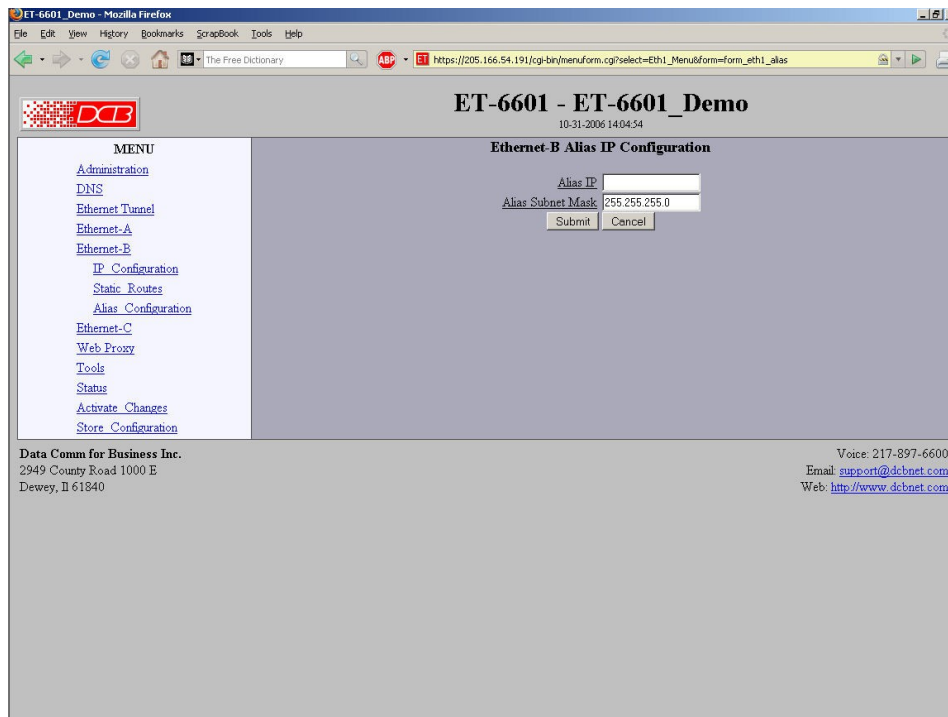 ET-6601_Demo - Mozilla Firefox
File Edit View History Bookmarks ScrapBook Tools Help
The Free Dictionary
ABP
ET https://205.166.54.191/cgi-bin/menuform.cgi?select=Eth1_Menu&form=form_eth1_alias
DCB
ET-6601 - ET-6601_Demo
10-31-2006 14:04:54
MENU
Administration
DNS
Ethernet Tunnel
Ethernet-A
Ethernet-B
IP Configuration
Static Routes
Alias Configuration
Ethernet-C
Web Proxy
Tools
Status
Activate Changes
Store Configuration
Ethernet-B Alias IP Configuration
Alias IP
Alias Subnet Mask 255.255.255.0
Submit Cancel
Data Comm for Business Inc.
2949 County Road 1000 E
Dewey, Il 61840
Voice: 217-897-6600
Email: support@dcbnet.com
Web: http://www.dcbnet.com